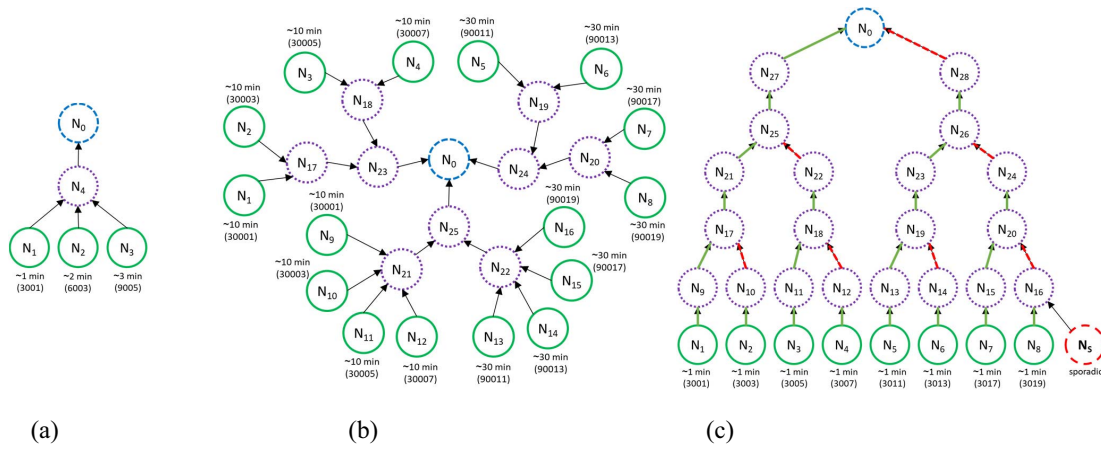 N0
N4
N1
N2
N3
~1 min
(3001)
~2 min
(6003)
~3 min
(9005)
(a)
~10 min
(30005)
~10 min
(30007)
~30 min
(90011)
~30 min
(90013)
N3
N4
N5
N6
~10 min
(30003)
N18
N19
~30 min
(90017)
N2
N7
N17
N23
N0
N24
N20
N1
N8
~10 min
(30001)
~10 min
(30001)
~30 min
(90019)
~30 min
(90019)
N9
N25
N16
~30 min
(90017)
~10 min
(30003)
N21
N22
N15
N10
N11
N12
N13
N14
~10 min
(30005)
~10 min
(30007)
~30 min
(90011)
~30 min
(90013)
(b)
N0
N27
N28
N25
N26
N21
N22
N23
N24
N17
N18
N19
N20
N9
N10
N11
N12
N13
N14
N15
N16
N1
N2
N3
N4
N5
N6
N7
N8
NS
~1 min
(3001)
~1 min
(3003)
~1 min
(3005)
~1 min
(3007)
~1 min
(3011)
~1 min
(3013)
~1 min
(3017)
~1 min
(3019)
sporadic
(c)